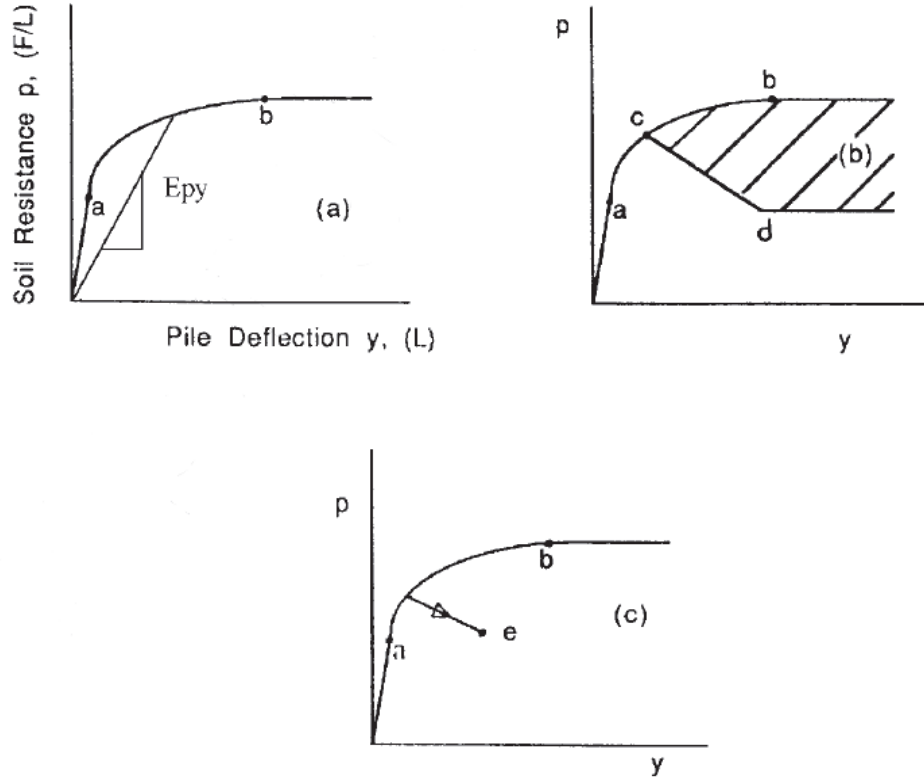 Soil Resistance p, (F/L)
a
b
Epy
(a)
Pile Deflection y, (L)
p
a
c
b
(b)
d
y
p
a
b
e
(c)
y